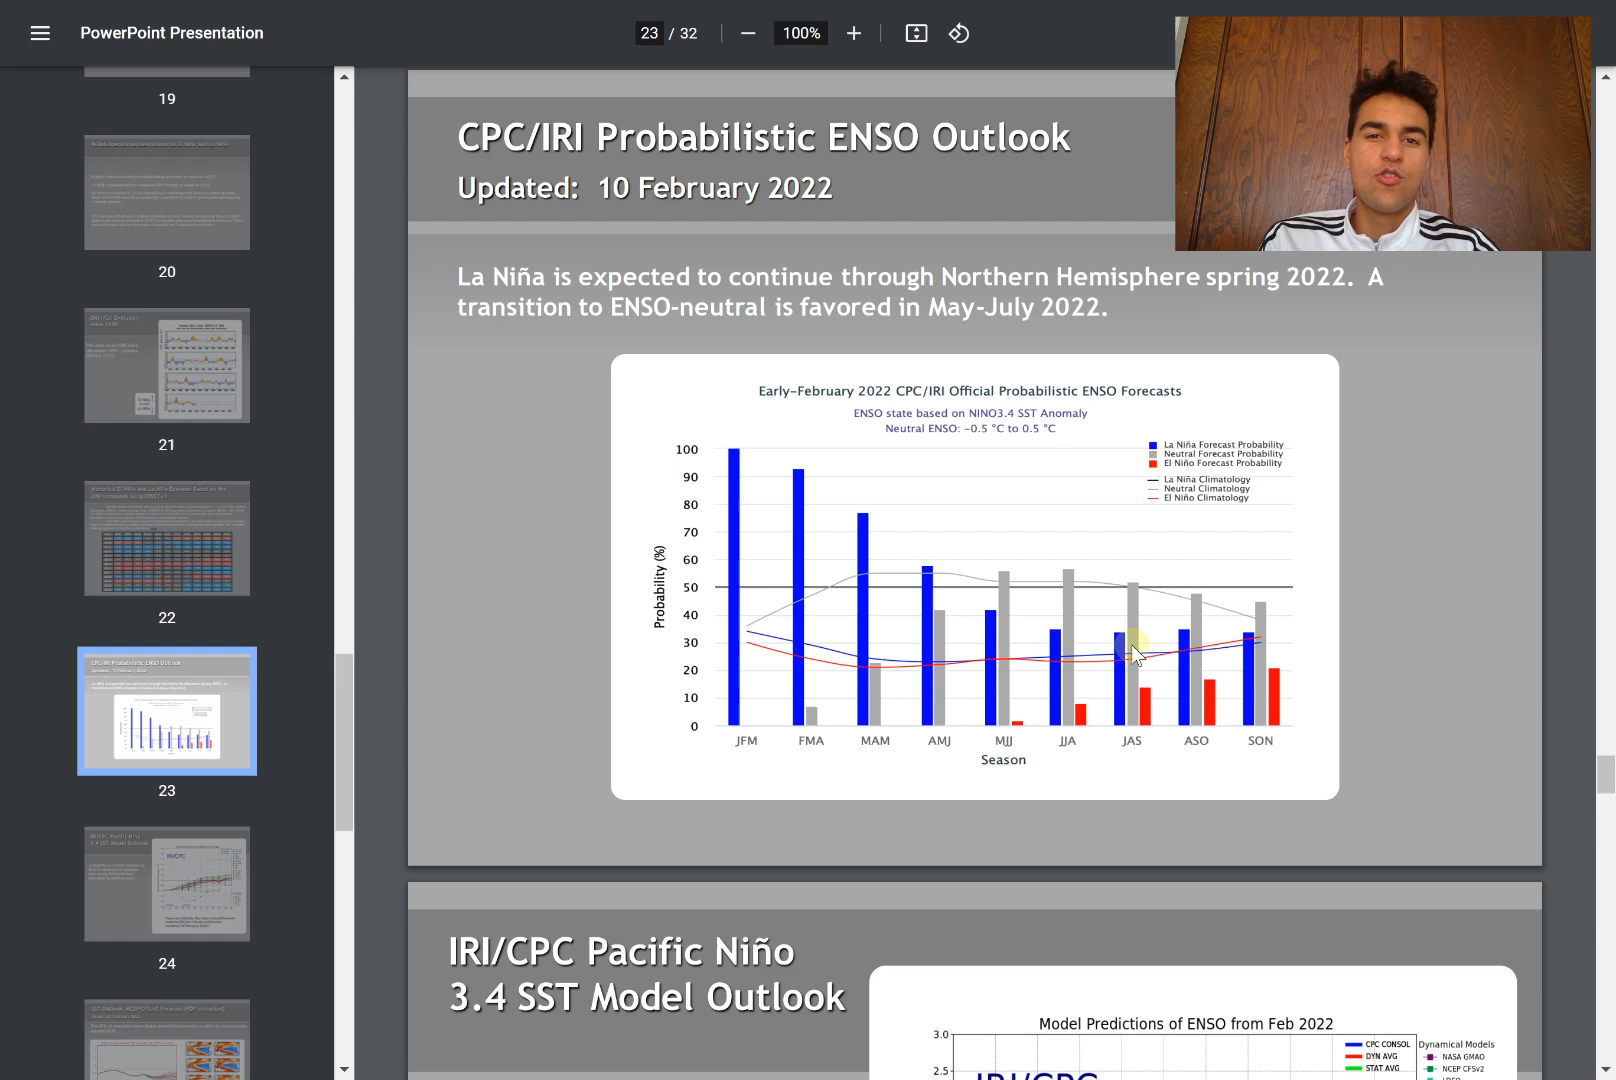 PowerPoint Presentation
23 / 32
100%
19
20
21
22
23
24
CPC/IRI Probabilistic ENSO Outlook
Updated: 10 February 2022
La Niña is expected to continue through Northern Hemisphere spring 2022. A
transition to ENSO-neutral is favored in May-July 2022.
Early-February 2022 CPC/IRI Official Probabilistic ENSO Forecasts
ENSO state based on NINO3.4 SST Anomaly
Neutral ENSO: -0.5 °C to 0.5 °C
La Niña Forecast Probability
Neutral Forecast Probability
El Niño Forecast Probability
La Niña Climatology
Neutral Climatology
El Niño Climatology
Probability (%)
100
90
80
70
60
50
40
30
20
10
0
JFM FMA MAM AMJ MJJ JJA JAS ASO SON
Season
IRI/CPC Pacific Niño
3.4 SST Model Outlook
Model Predictions of ENSO from Feb 2022
3.0
2.5
IRI/CPC
CPC CONSOL
DYN AVG
STAT AVG
Dynamical Models
NASA GMAO
NCEP CFSv2